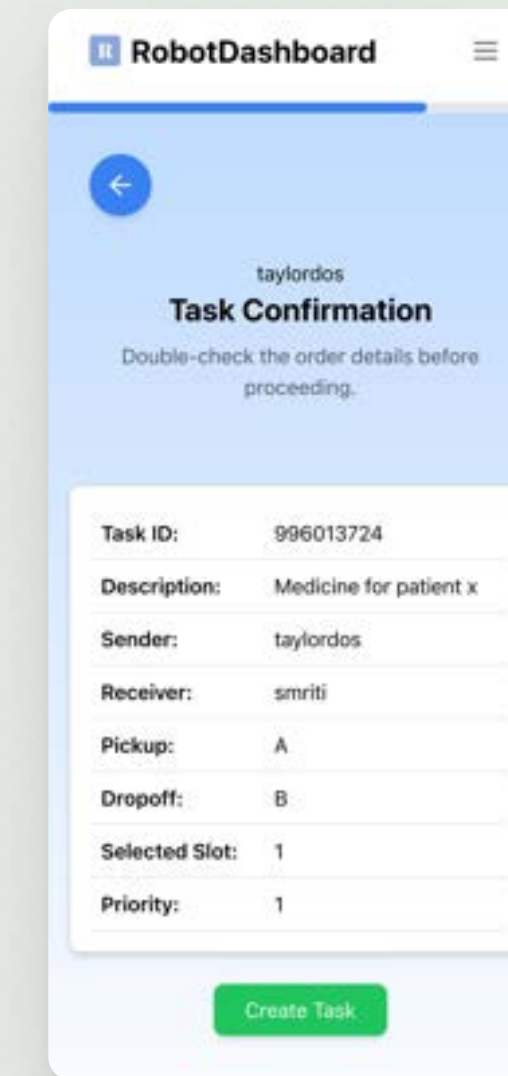 RobotDashboard
taylordos
Task Confirmation
Double-check the order details before
proceeding.
Task ID: 996013724
Description: Medicine for patient x
Sender: taylordos
Receiver: smriti
Pickup: A
Dropoff: B
Selected Slot: 1
Priority: 1
Create Task